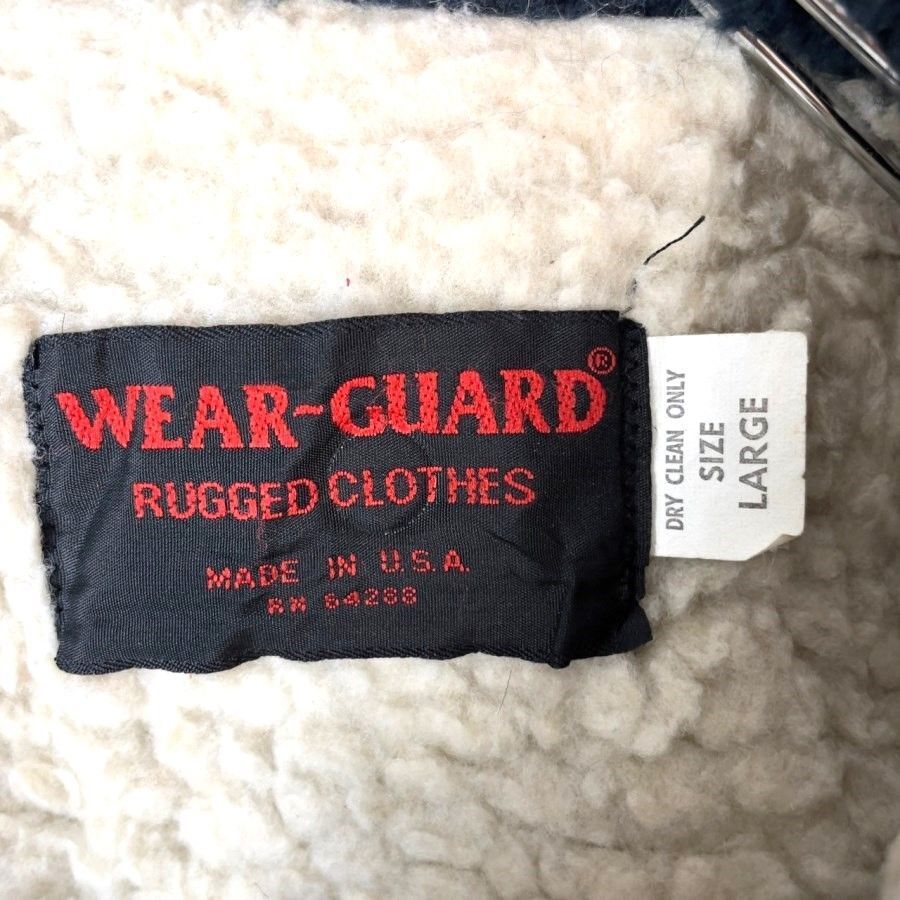 WEAR-GUARD®
RUGGED CLOTHES
MADE IN U.S.A.
RN 64288
DRY CLEAN ONLY
SIZE
LARGE